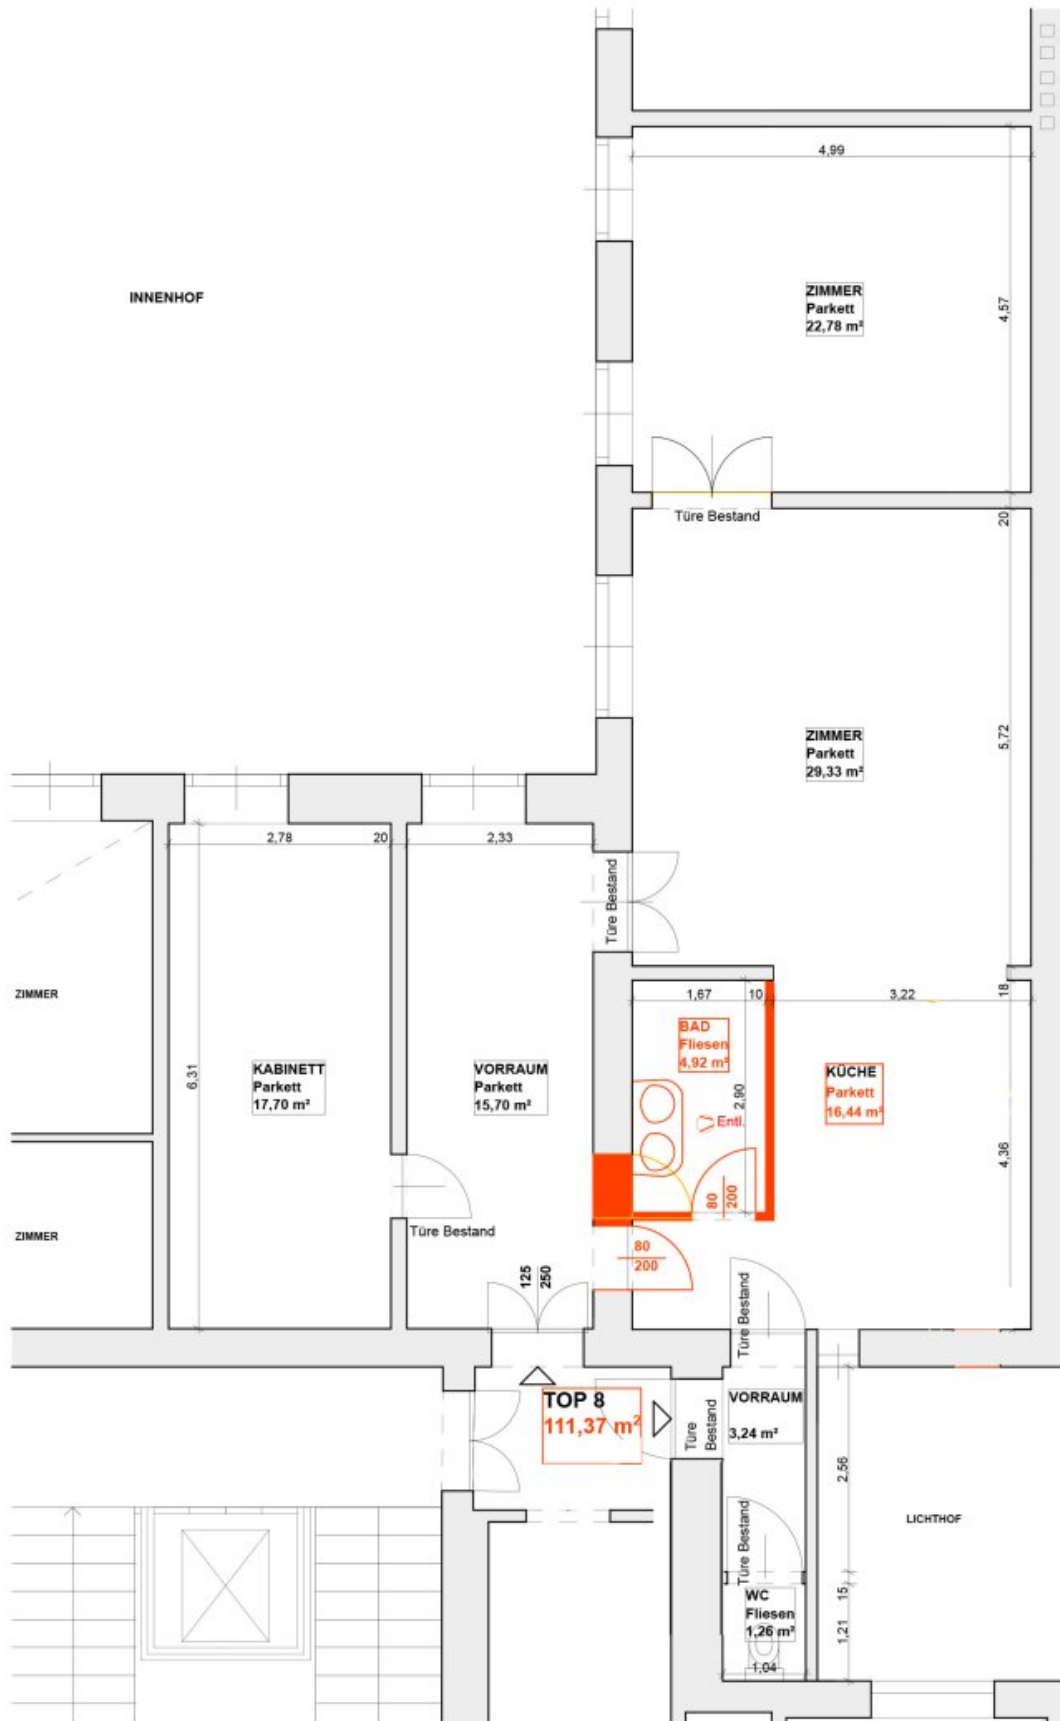 4,99
INNENHOF
ZIMMER
Parkett
22,78 m²
4,57
Türe Bestand
20
ZIMMER
Parkett
29,33 m²
5,72
2,78
20
2,33
Türe Bestand
ZIMMER
6,31
KABINETT
Parkett
17,70 m²
VORRAUM
Parkett
15,70 m²
1,67
10
3,22
18
BAD
Fliesen
4,92 m²
2,90
Entl.
KÜCHE
Parkett
16,44 m²
4,36
80
200
ZIMMER
Türe Bestand
80
200
125
250
Türe Bestand
TOP 8
111,37 m²
Türe
Bestand
VORRAUM
3,24 m²
2,56
Türe Bestand
LICHTHOF
WC
Fliesen
1,26 m²
15
1,21
1,04